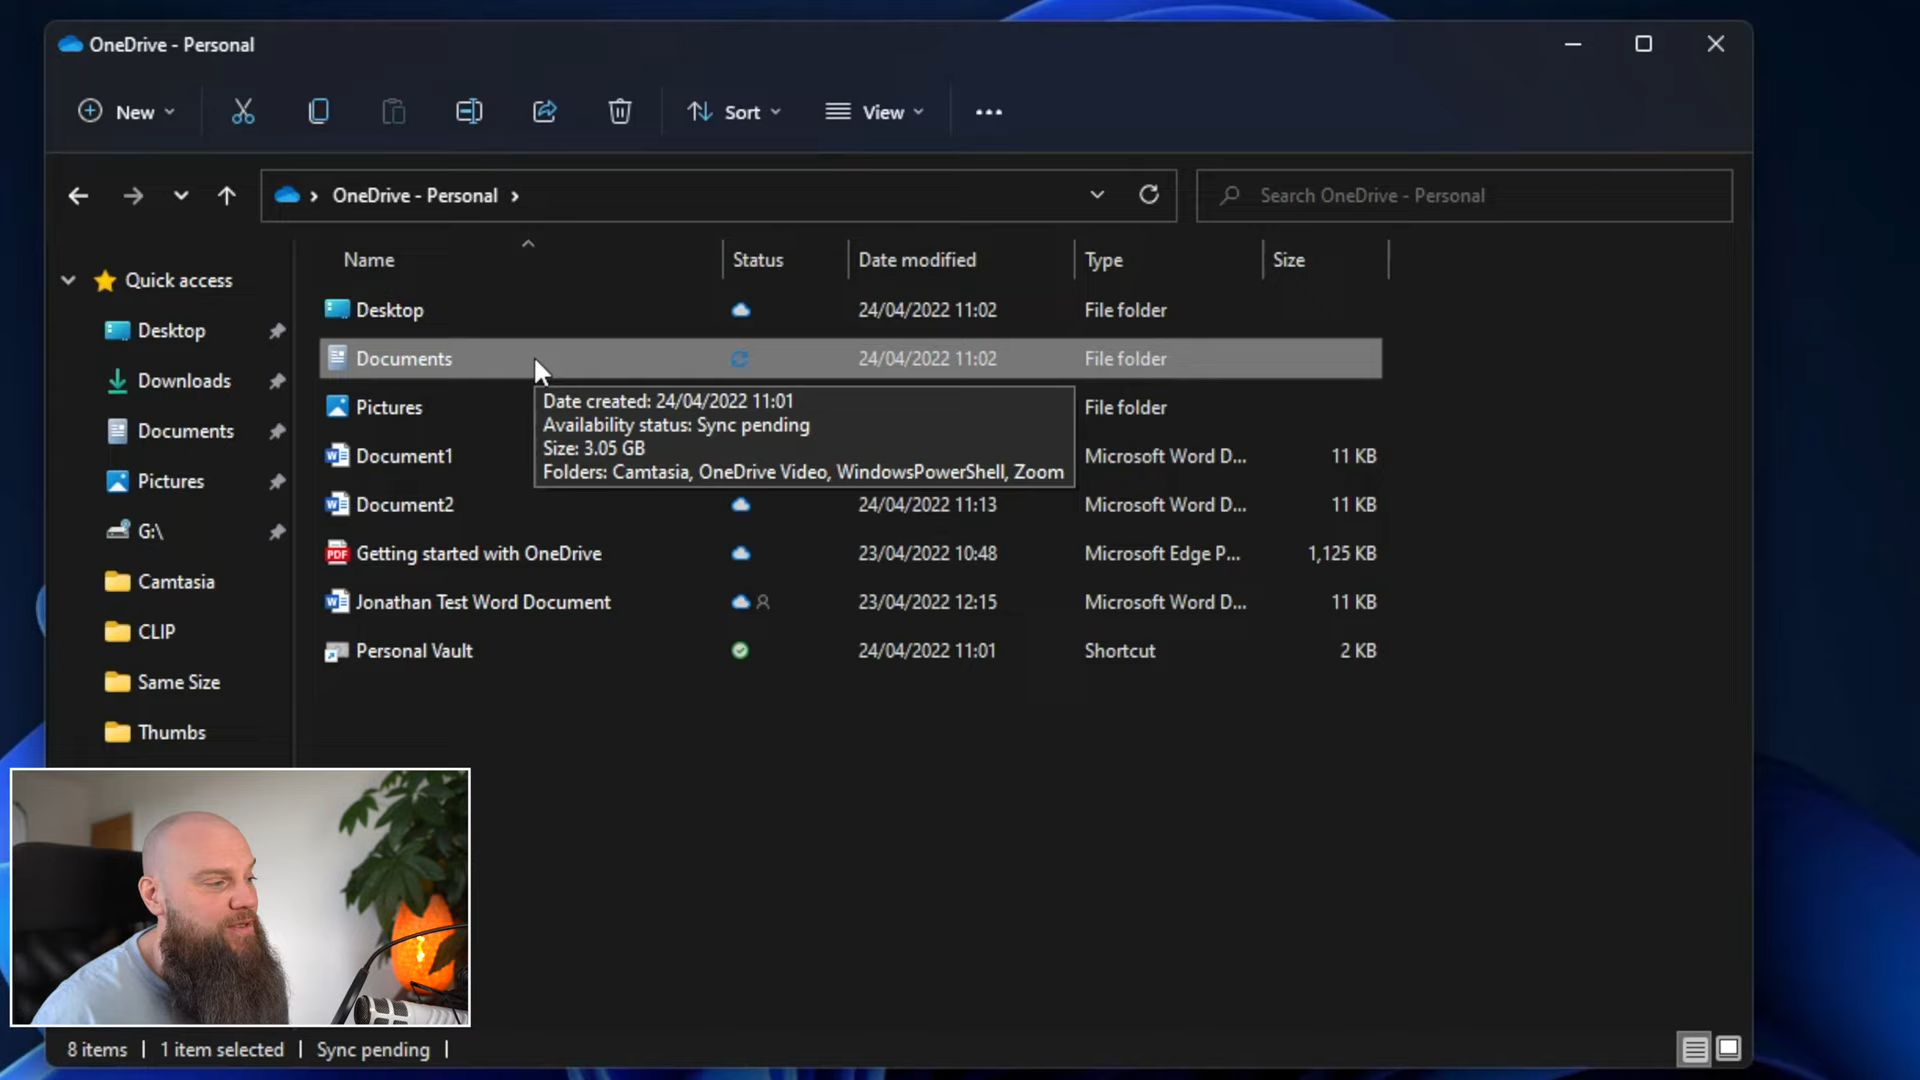 OneDrive - Personal
New
Sort
View
OneDrive - Personal
Search OneDrive - Personal
Name Status Date modified Type Size
Quick access
Desktop
Downloads
Documents
Pictures
G:\
Camtasia
CLIP
Same Size
Thumbs
Desktop 24/04/2022 11:02 File folder
Documents 24/04/2022 11:02 File folder
Pictures File folder
Document1 Microsoft Word D... 11 KB
Document2 24/04/2022 11:13 Microsoft Word D... 11 KB
PDF Getting started with OneDrive 23/04/2022 10:48 Microsoft Edge P... 1,125 KB
Jonathan Test Word Document 23/04/2022 12:15 Microsoft Word D... 11 KB
Personal Vault 24/04/2022 11:01 Shortcut 2 KB
Date created: 24/04/2022 11:01
Availability status: Sync pending
Size: 3.05 GB
Folders: Camtasia, OneDrive Video, WindowsPowerShell, Zoom
8 items 1 item selected Sync pending